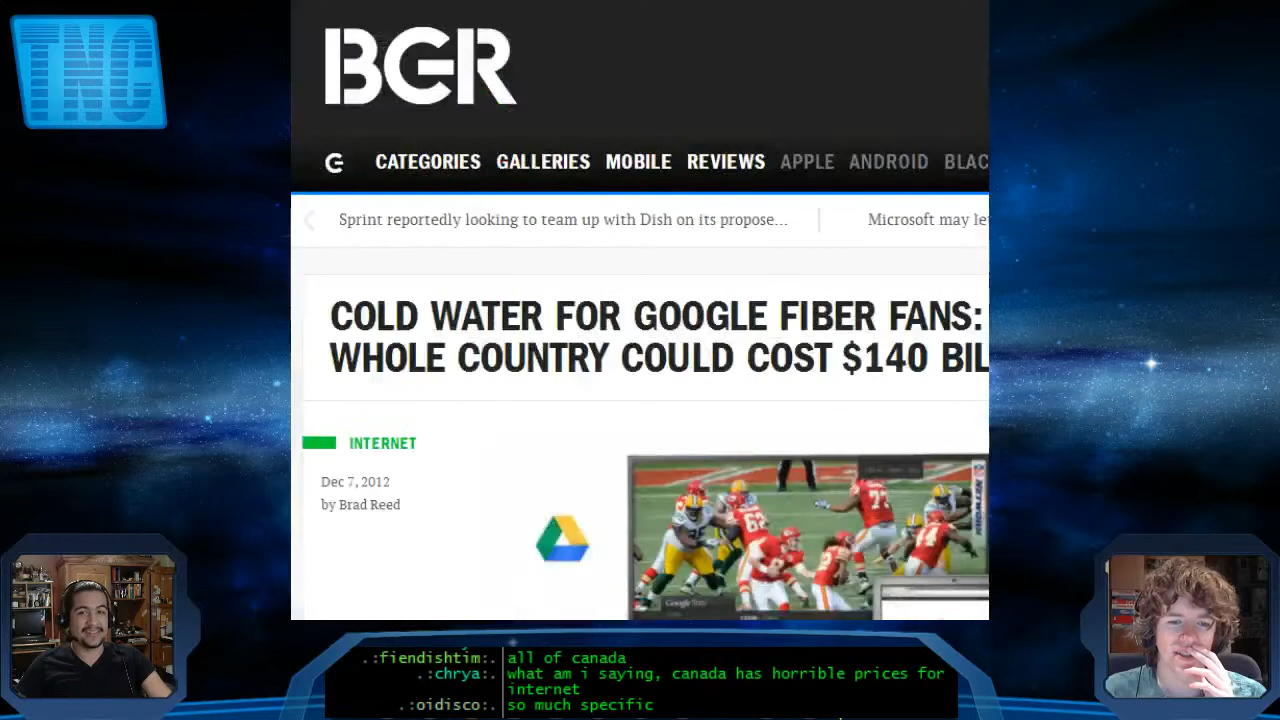 TNC
BGR
CATEGORIES GALLERIES MOBILE REVIEWS APPLE ANDROID BLAC
Sprint reportedly looking to team up with Dish on its propose... Microsoft may le
COLD WATER FOR GOOGLE FIBER FANS:
WHOLE COUNTRY COULD COST $140 BIL
INTERNET
Dec 7, 2012
by Brad Reed
.:fiendishtim:. all of canada
.:chrya:. what am i saying, canada has horrible prices for
internet
.:oidisco:. so much specific